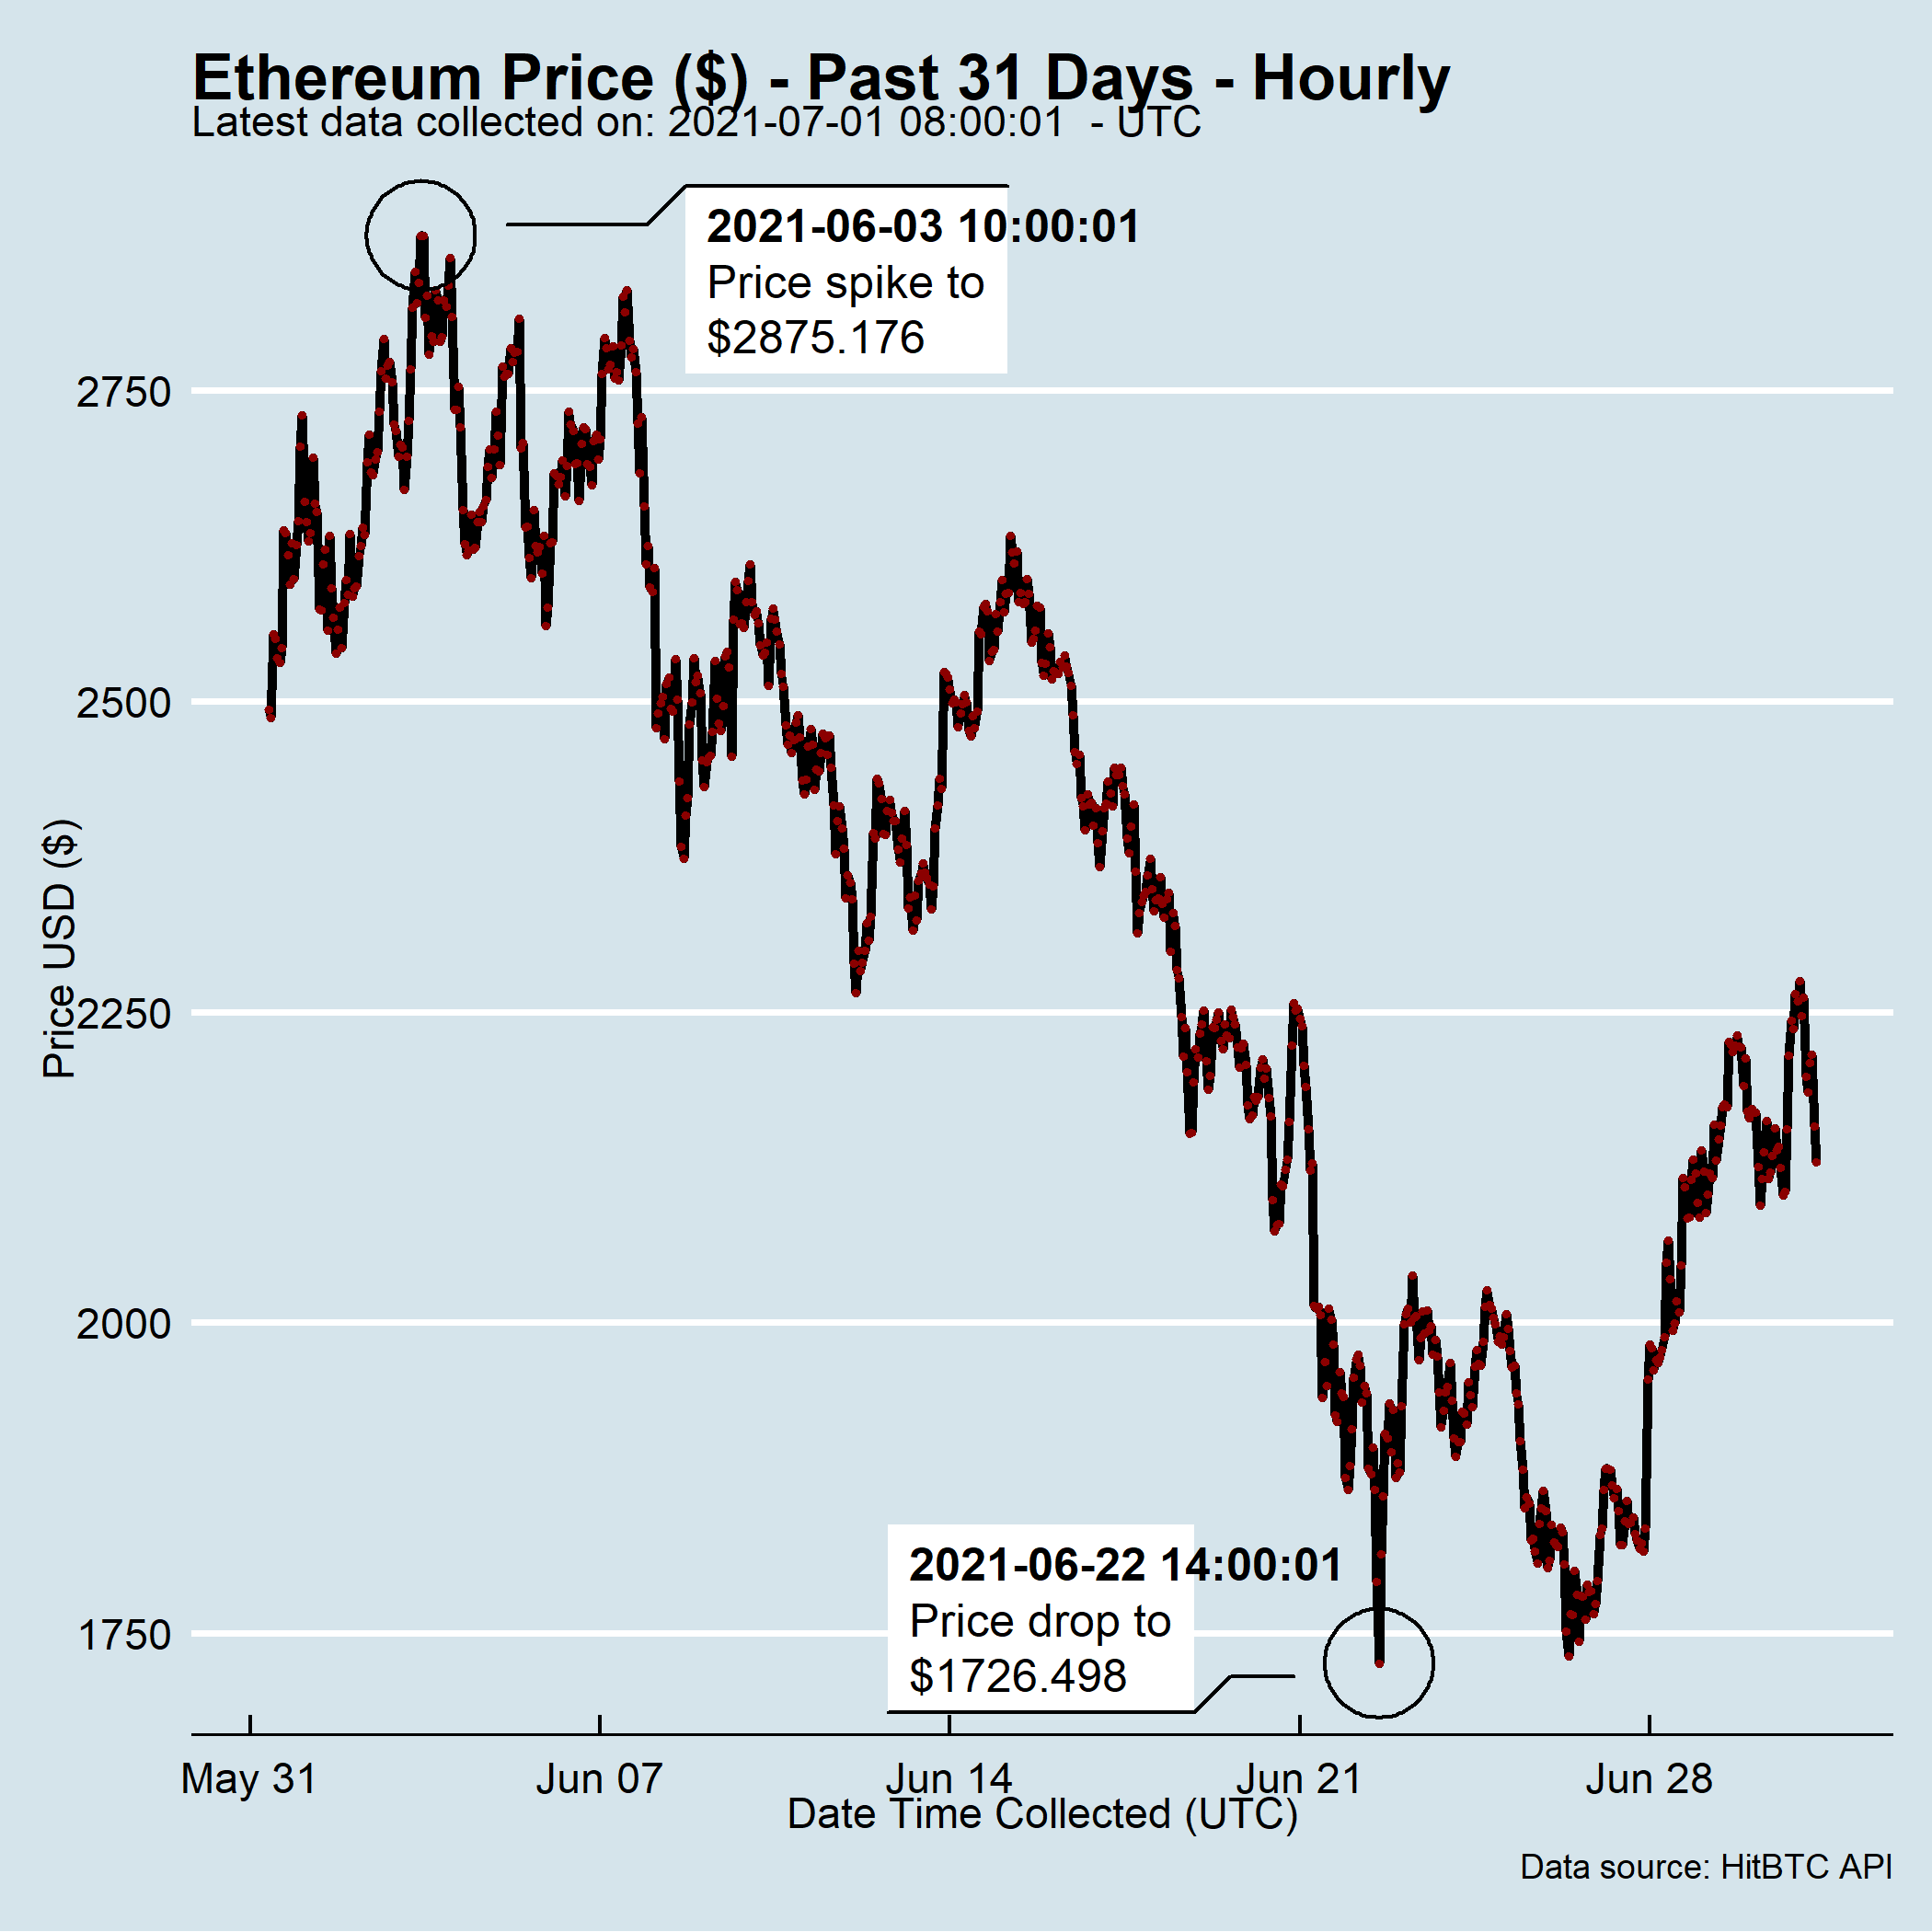 Ethereum Price ($) - Past 31 Days - Hourly
Latest data collected on: 2021-07-01 08:00:01  - UTC
2021-06-03 10:00:01
Price spike to
$2875.176
2750
2500
2250
2000
1750
Price USD ($)
2021-06-22 14:00:01
Price drop to
$1726.498
May 31
Jun 07
Jun 14
Jun 21
Jun 28
Date Time Collected (UTC)
Data source: HitBTC API